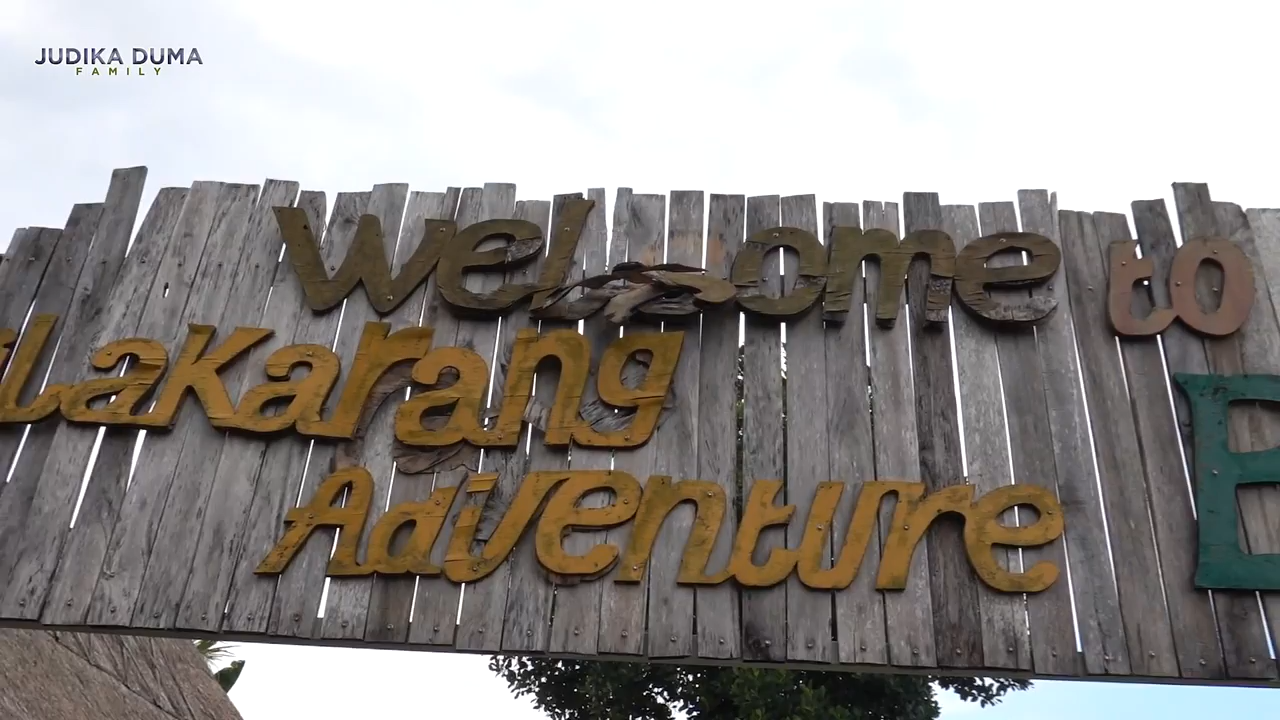 JUDIKA DUMA
FAMILY
welcome to
Lakarang
Adventure